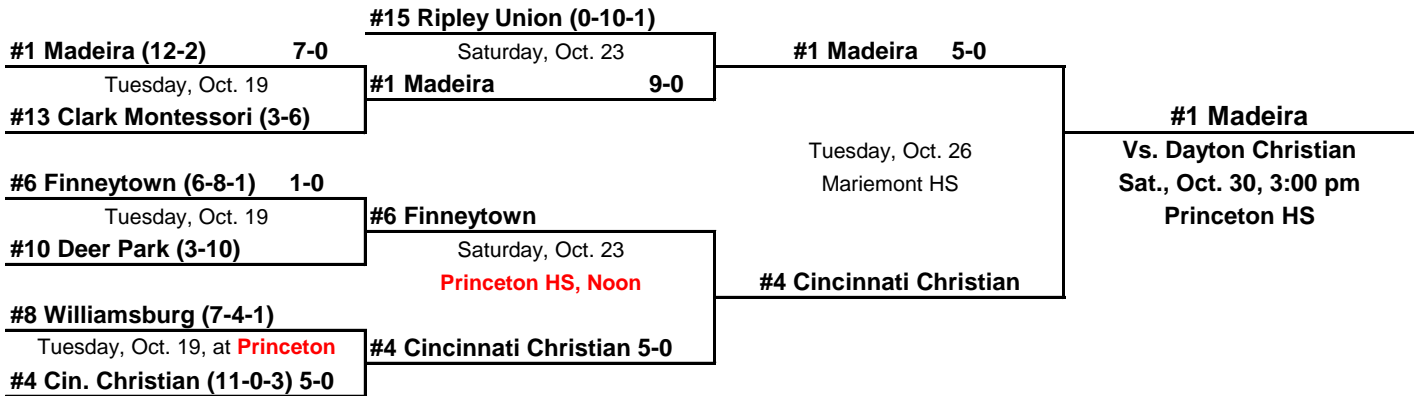 #15 Ripley Union (0-10-1)
#1 Madeira (12-2) 7-0
Saturday, Oct. 23
#1 Madeira 5-0
Tuesday, Oct. 19
#1 Madeira 9-0
#13 Clark Montessori (3-6)
#1 Madeira
Tuesday, Oct. 26
Vs. Dayton Christian
#6 Finneytown (6-8-1) 1-0
Mariemont HS
Sat., Oct. 30, 3:00 pm
Tuesday, Oct. 19
#6 Finneytown
Princeton HS
#10 Deer Park (3-10)
Saturday, Oct. 23
Princeton HS, Noon
#4 Cincinnati Christian
#8 Williamsburg (7-4-1)
Tuesday, Oct. 19, at Princeton
#4 Cincinnati Christian 5-0
#4 Cin. Christian (11-0-3) 5-0